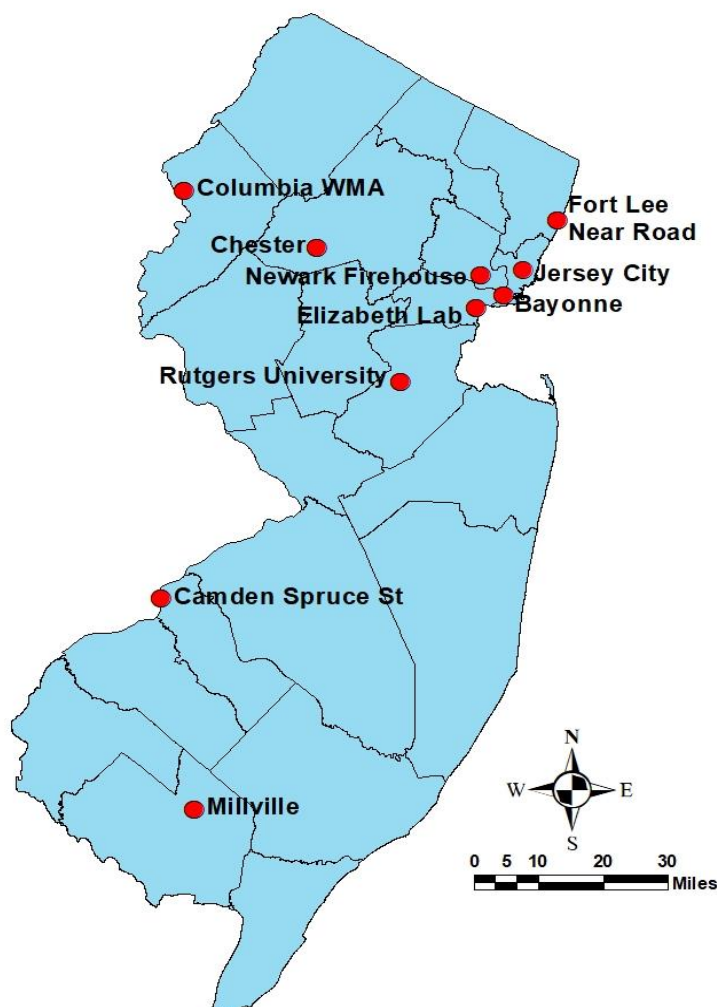 Columbia WMA
Fort Lee
Near Road
Chester
Newark Firehouse
Jersey City
Bayonne
Elizabeth Lab
Rutgers University
Camden Spruce St
N
W
E
S
Millville
0 5 10 20 30
Miles